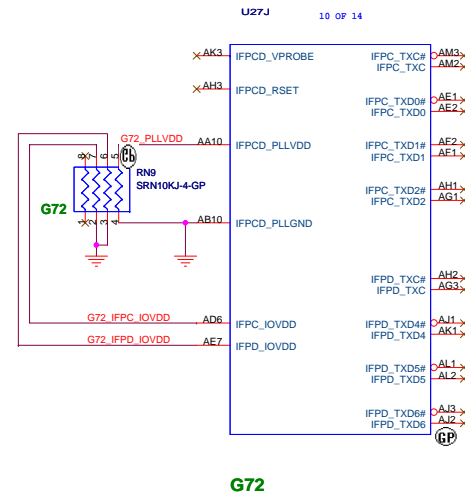 U27J
10 OF 14
AK3
IFPCD_VPROBE
IFPC_TXC#
AM3
IFPC_TXC
AM2
AH3
IFPCD_RSET
IFPC_TXD0#
AE1
IFPC_TXD0
AE2
G72_PLLVDD
AA10
IFPCD_PLLVDD
IFPC_TXD1#
AF2
IFPC_TXD1
AF1
8
7
6
5
RN9
SRN10KJ-4-GP
G72
1
2
3
4
IFPC_TXD2#
AH1
IFPC_TXD2
AG1
AB10
IFPCD_PLLGND
IFPD_TXC#
AH2
IFPD_TXC
AG3
G72_IFPC_IOVDD
AD6
IFPC_IOVDD
IFPD_TXD4#
AJ1
IFPD_TXD4
AK1
G72_IFPD_IOVDD
AE7
IFPD_IOVDD
IFPD_TXD5#
AL1
IFPD_TXD5
AL2
IFPD_TXD6#
AJ3
IFPD_TXD6
AJ2
GP
G72